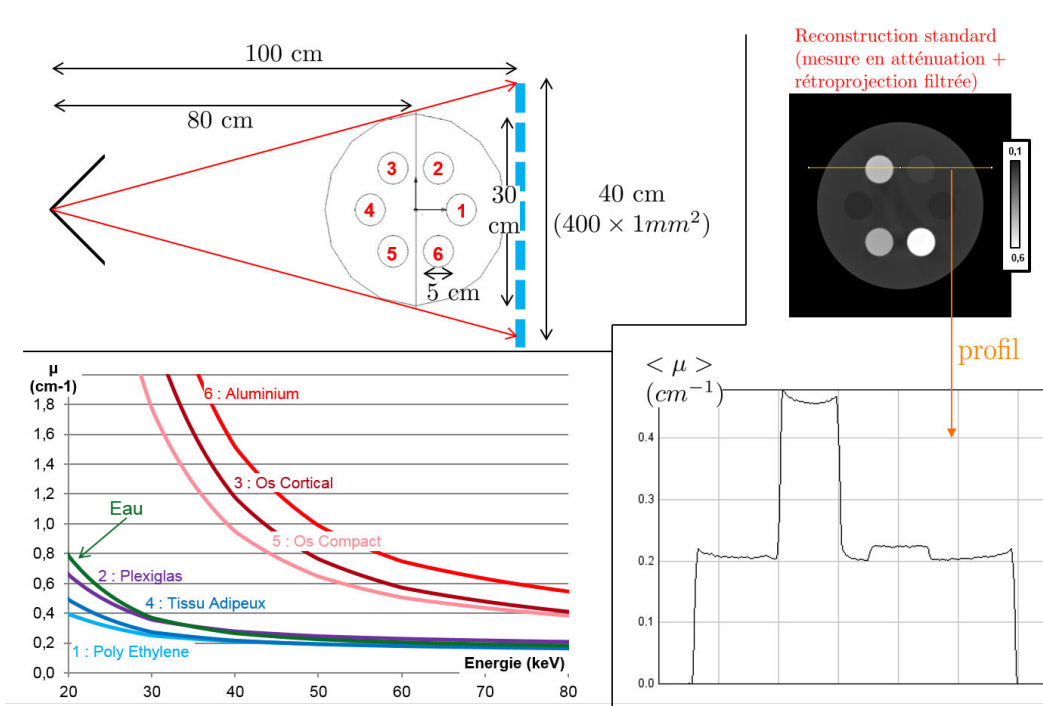 100 cm
80 cm
3
2
4
1
5
6
30
cm
5 cm
40 cm
(400 × 1mm²)
Reconstruction standard
(mesure en atténuation +
rétroprojection filtrée)
0,1
0,6
profil
μ
(cm-1)
1,8
1,6
1,4
1,2
1,0
0,8
0,6
0,4
0,2
0,0
20
30
40
50
60
70
80
Energie (keV)
6 : Aluminium
3 : Os Cortical
5 : Os Compact
Eau
2 : Plexiglas
4 : Tissu Adipeux
1 : Poly Ethylene
< μ >
(cm⁻¹)
0.4
0.3
0.2
0.1
0.0